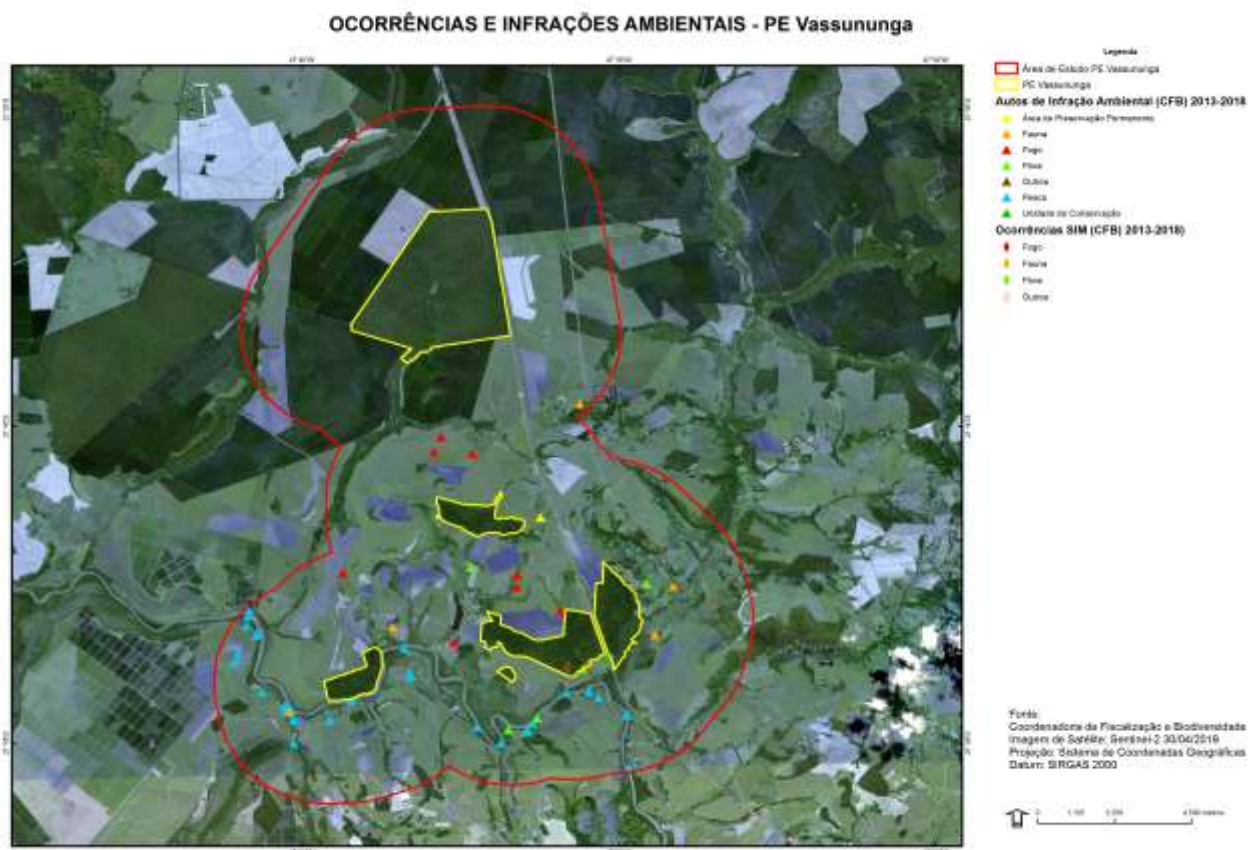 OCORRÊNCIAS E INFRAÇÕES AMBIENTAIS - PE Vassununga
Legenda
Área de Estudo PE Vassununga
PE Vassununga
Autos de Infração Ambiental (CFB) 2013-2018
Área de Preservação Permanente
Fauna
Fogo
Flora
Outros
Pesca
Unidade de Conservação
Ocorrências SIM (CFB) 2013-2018)
Fogo
Fauna
Flora
Outros
Fonte:
Coordenadoria de Fiscalização e Biodiversidade
Imagem de Satélite: Sentinel-2 30/04/2019
Projeção: Sistema de Coordenadas Geográficas
Datum: SIRGAS 2000
0